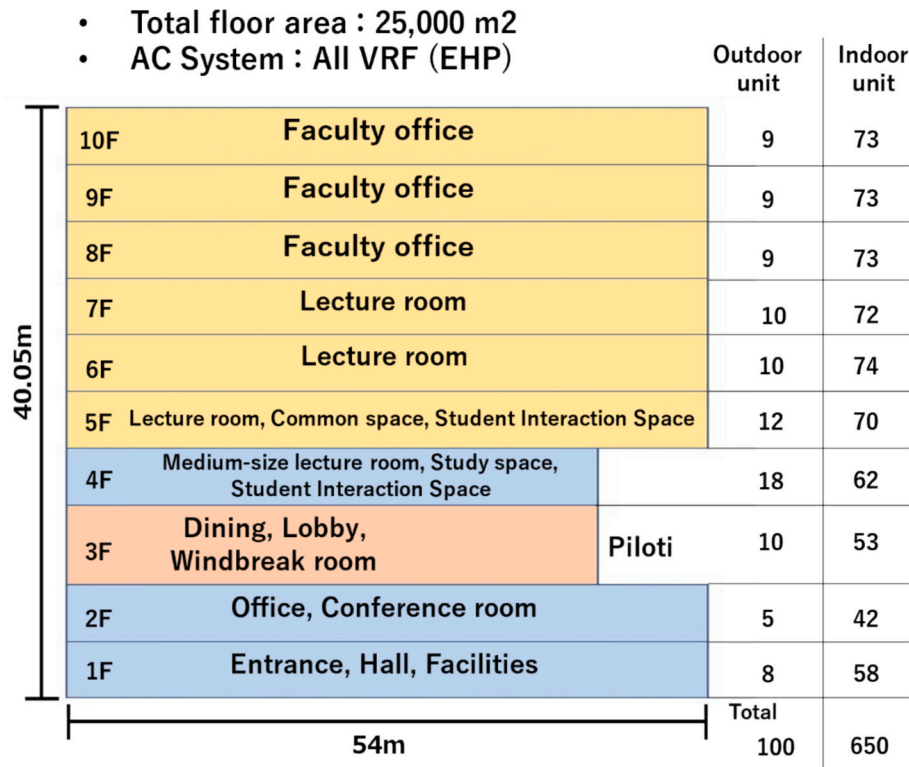 • Total floor area：25,000 m2
• AC System：All VRF (EHP)
Outdoor unit
Indoor unit
10F Faculty office 9 73
9F Faculty office 9 73
8F Faculty office 9 73
7F Lecture room 10 72
6F Lecture room 10 74
5F Lecture room, Common space, Student Interaction Space 12 70
4F Medium-size lecture room, Study space,
Student Interaction Space 18 62
3F Dining, Lobby,
Windbreak room Piloti 10 53
2F Office, Conference room 5 42
1F Entrance, Hall, Facilities 8 58
40.05m
54m
Total
100 650